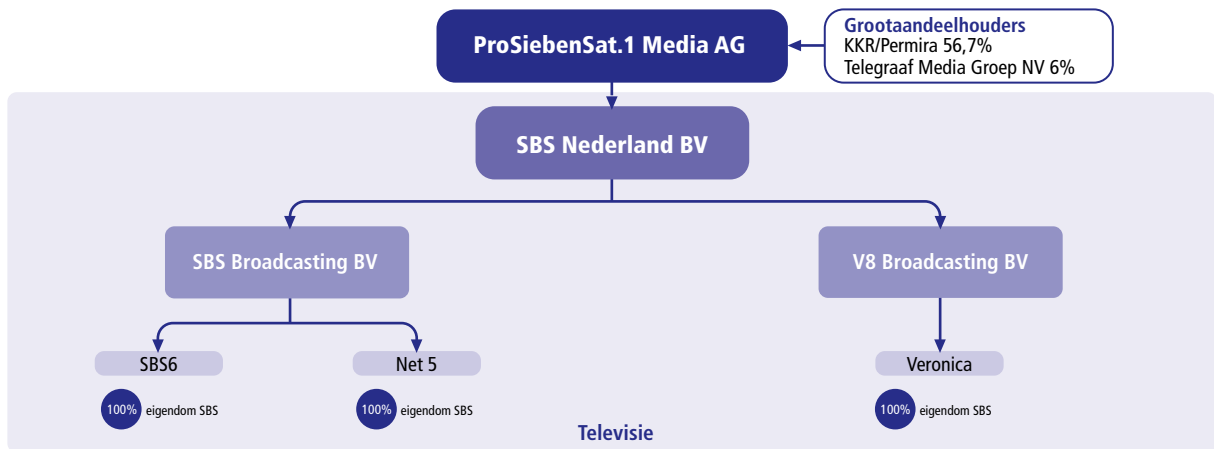 ProSiebenSat.1 Media AG
Grootaandeelhouders
KKR/Permira 56,7%
Telegraaf Media Groep NV 6%
SBS Nederland BV
SBS Broadcasting BV
V8 Broadcasting BV
SBS6
Net 5
Veronica
100% eigendom SBS
100% eigendom SBS
100% eigendom SBS
Televisie